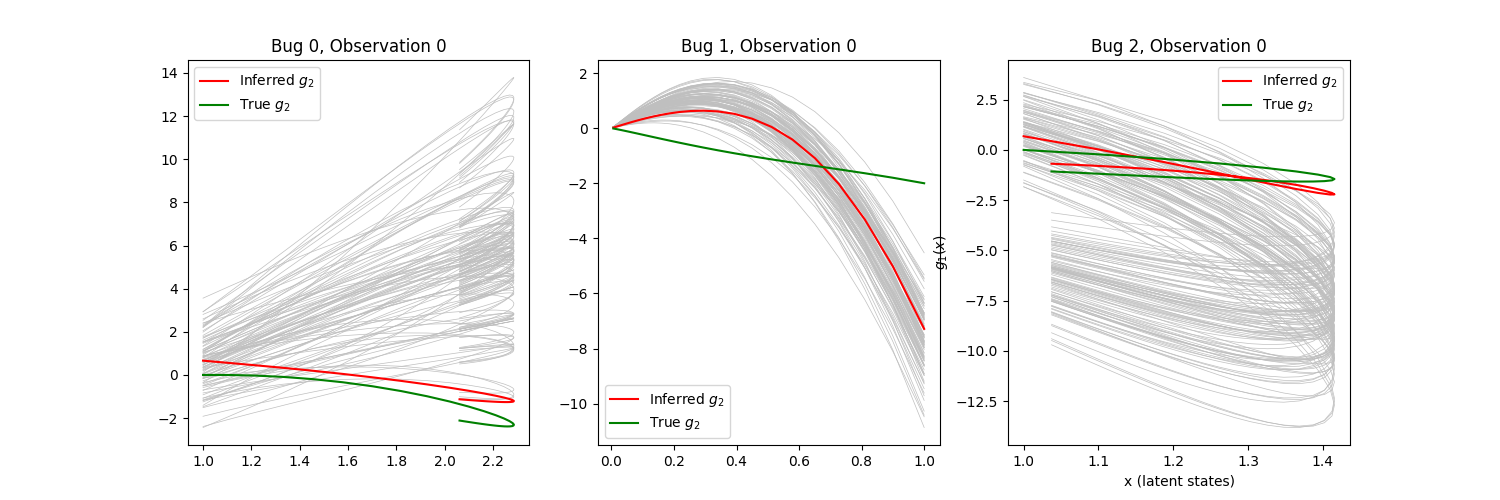 Bug 0, Observation 0
Inferred g₂
True g₂
14
12
10
8
6
4
2
0
−2
1.0 1.2 1.4 1.6 1.8 2.0 2.2
Bug 1, Observation 0
2
0
−2
−4
−6
−8
−10
Inferred g₂
True g₂
0.0 0.2 0.4 0.6 0.8 1.0
Bug 2, Observation 0
Inferred g₂
True g₂
g₁(x)
2.5
0.0
−2.5
−5.0
−7.5
−10.0
−12.5
1.0 1.1 1.2 1.3 1.4
x (latent states)